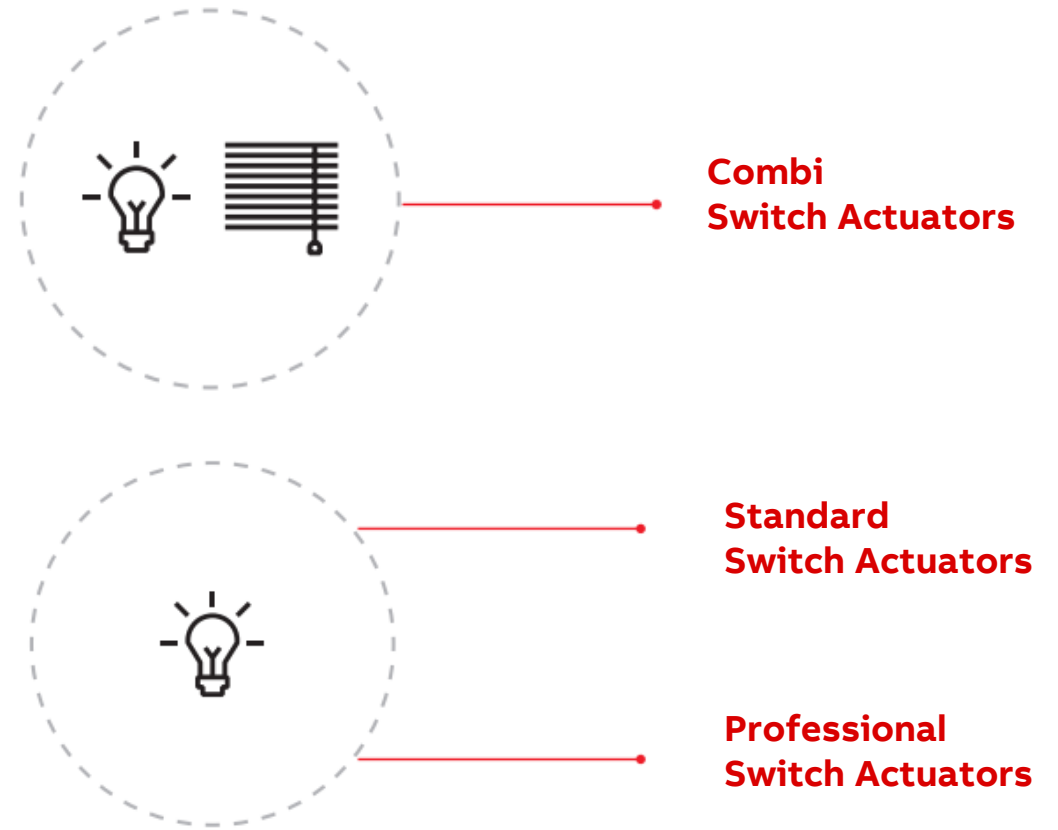 Combi
Switch Actuators
Standard
Switch Actuators
Professional
Switch Actuators